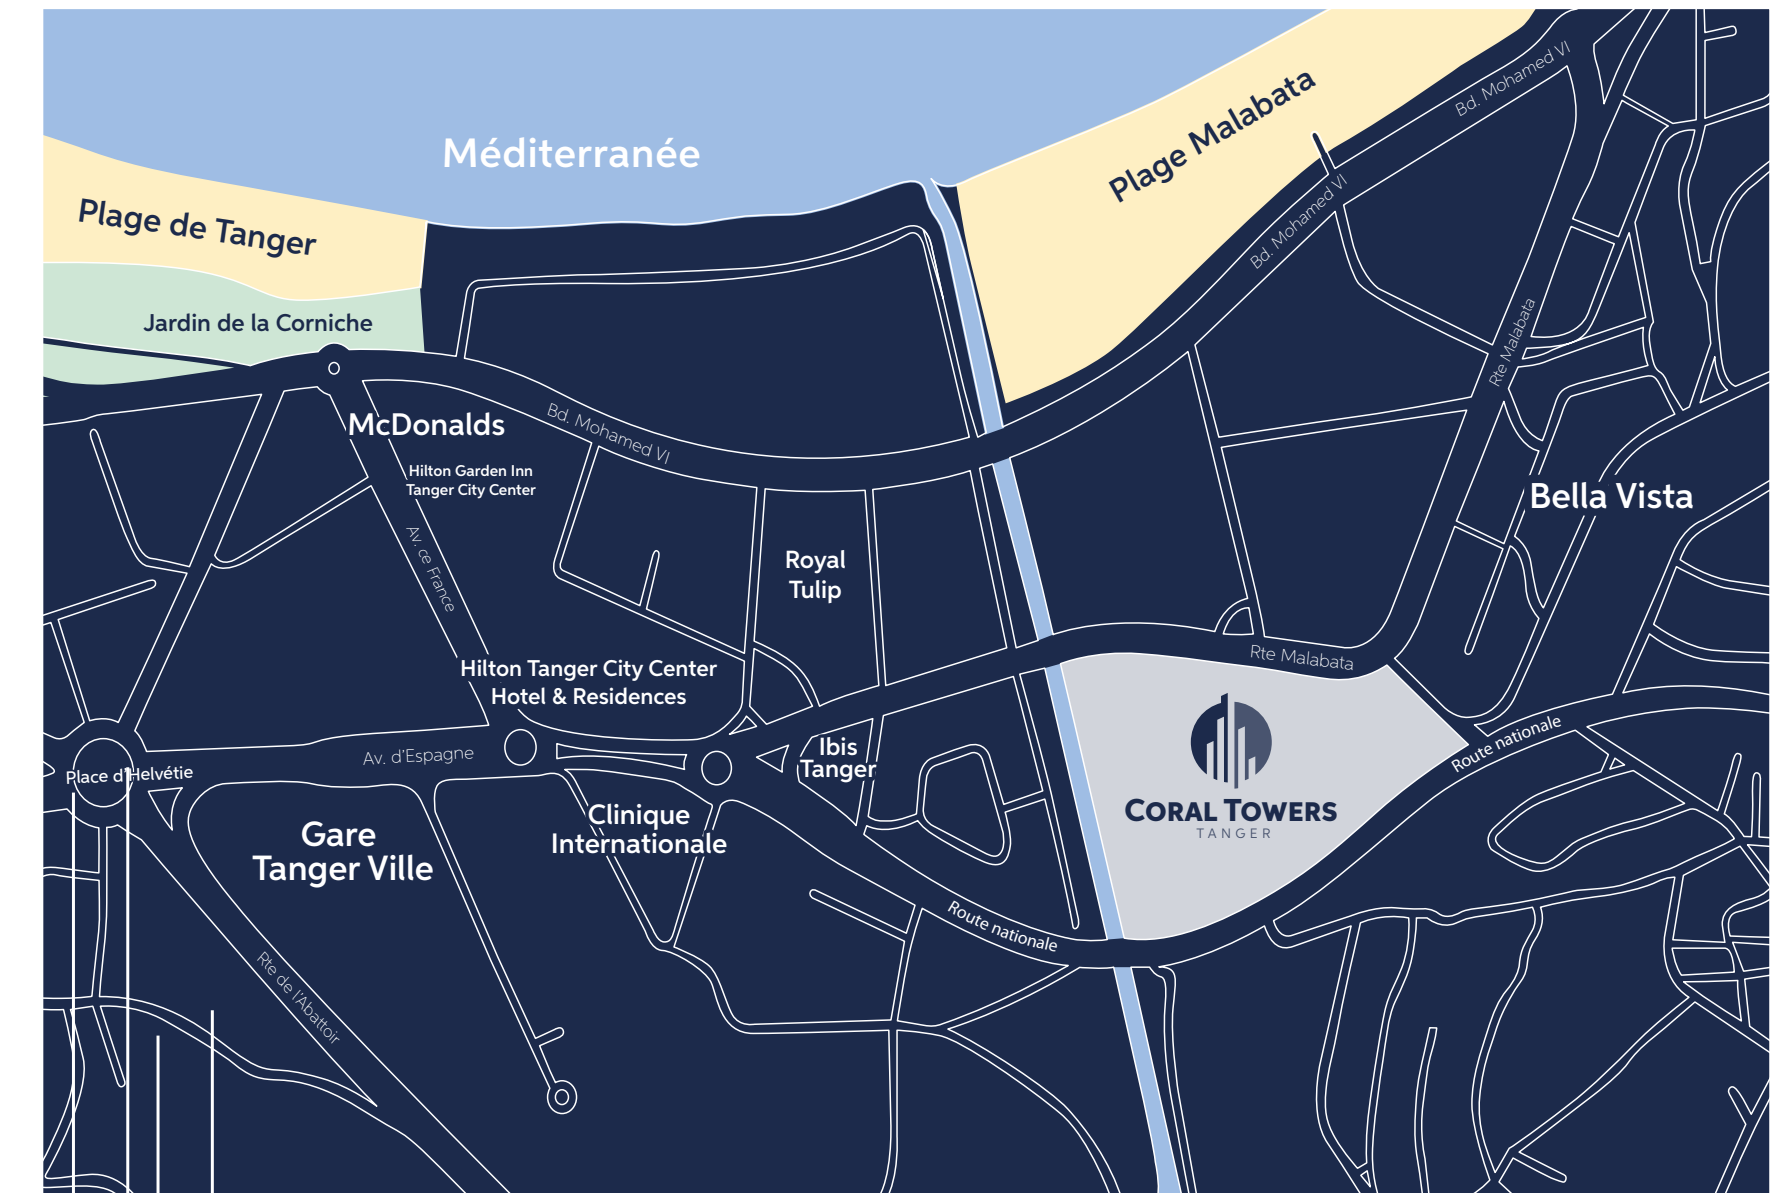 Bd. Mohamed VI
Plage Malabata
Méditerranée
Bd. Mohamed VI
Plage de Tanger
Jardin de la Corniche
Rte Malabata
McDonalds
Bd. Mohamed VI
Hilton Garden Inn
Tanger City Center
Bella Vista
Av. ce France
Royal
Tulip
Rte Malabata
Hilton Tanger City Center
Hotel & Residences
Route nationale
Av. d'Espagne
Ibis
Tanger
Place d'Helvétie
CORAL TOWERS
TANGER
Clinique
Internationale
Gare
Tanger Ville
Route nationale
Rte de l'Abattoir